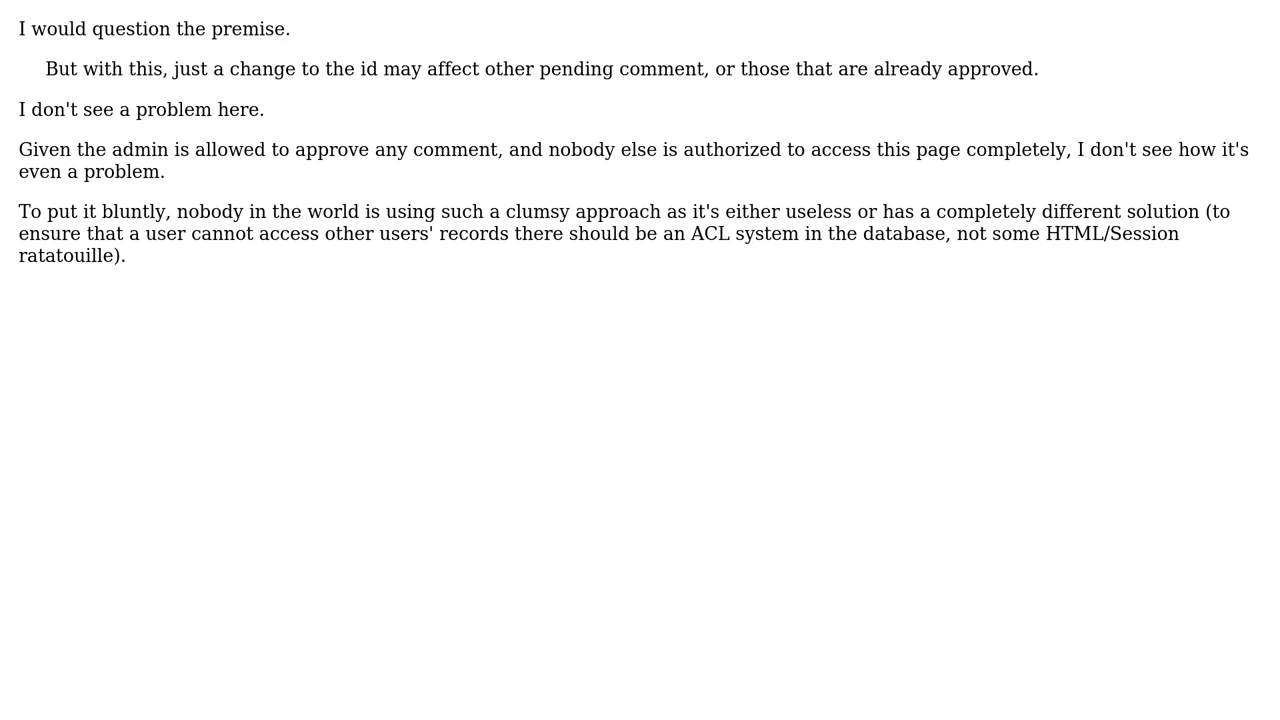 I would question the premise.
But with this, just a change to the id may affect other pending comment, or those that are already approved.
I don't see a problem here.
Given the admin is allowed to approve any comment, and nobody else is authorized to access this page completely, I don't see how it's
even a problem.
To put it bluntly, nobody in the world is using such a clumsy approach as it's either useless or has a completely different solution (to
ensure that a user cannot access other users' records there should be an ACL system in the database, not some HTML/Session
ratatouille).